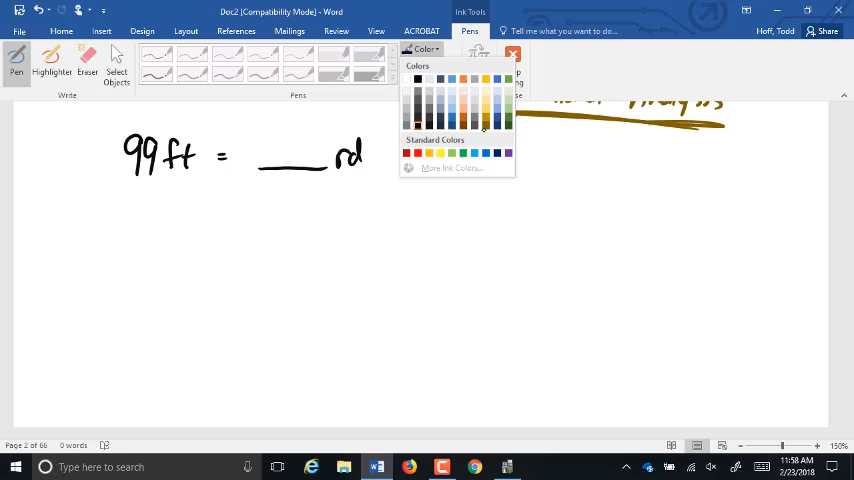 Doc2 [Compatibility Mode] - Word
Ink Tools
Hoff, Todd
File
Home
Insert
Design
Layout
References
Mailings
Review
View
ACROBAT
Pens
Tell me what you want to do...
Share
Pen
Highlighter
Eraser
Select
Objects
Write
Pens
Color
Colors
Standard Colors
More Ink Colors...
99 ft = ____ rd
Page 2 of 66
0 words
150%
Type here to search
11:58 AM
2/23/2018